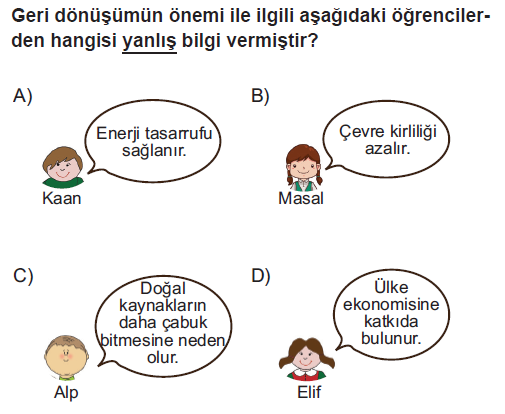 Geri dönüşümün önemi ile ilgili aşağıdaki öğrenciler-
den hangisi yanlış bilgi vermiştir?
A)
Enerji tasarrufu
sağlanır.
Kaan
B)
Çevre kirliliği
azalır.
Masal
C)
Doğal
kaynakların
daha çabuk
bitmesine neden
olur.
Alp
D)
Ülke
ekonomisine
katkıda
bulunur.
Elif